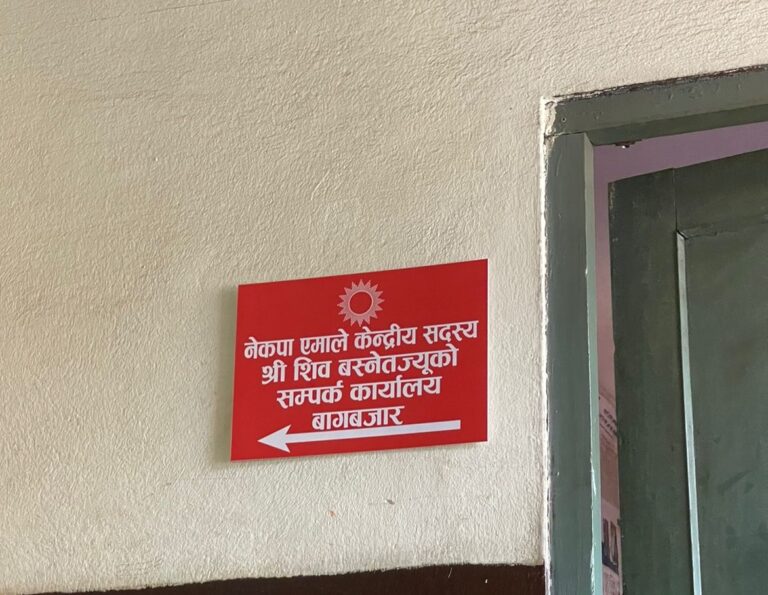 नेकपा एमाले केन्द्रीय सदस्य
श्री शिव बस्नेतज्यूको
सम्पर्क कार्यालय
बागबजार